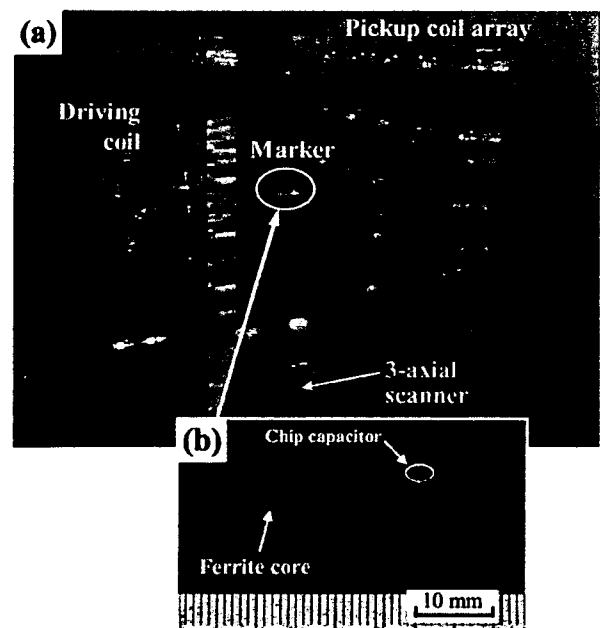 (a)
Pickup coil array
Driving
coil
Marker
3-axial
scanner
(b)
Chip capacitor
Ferrite core
10 mm